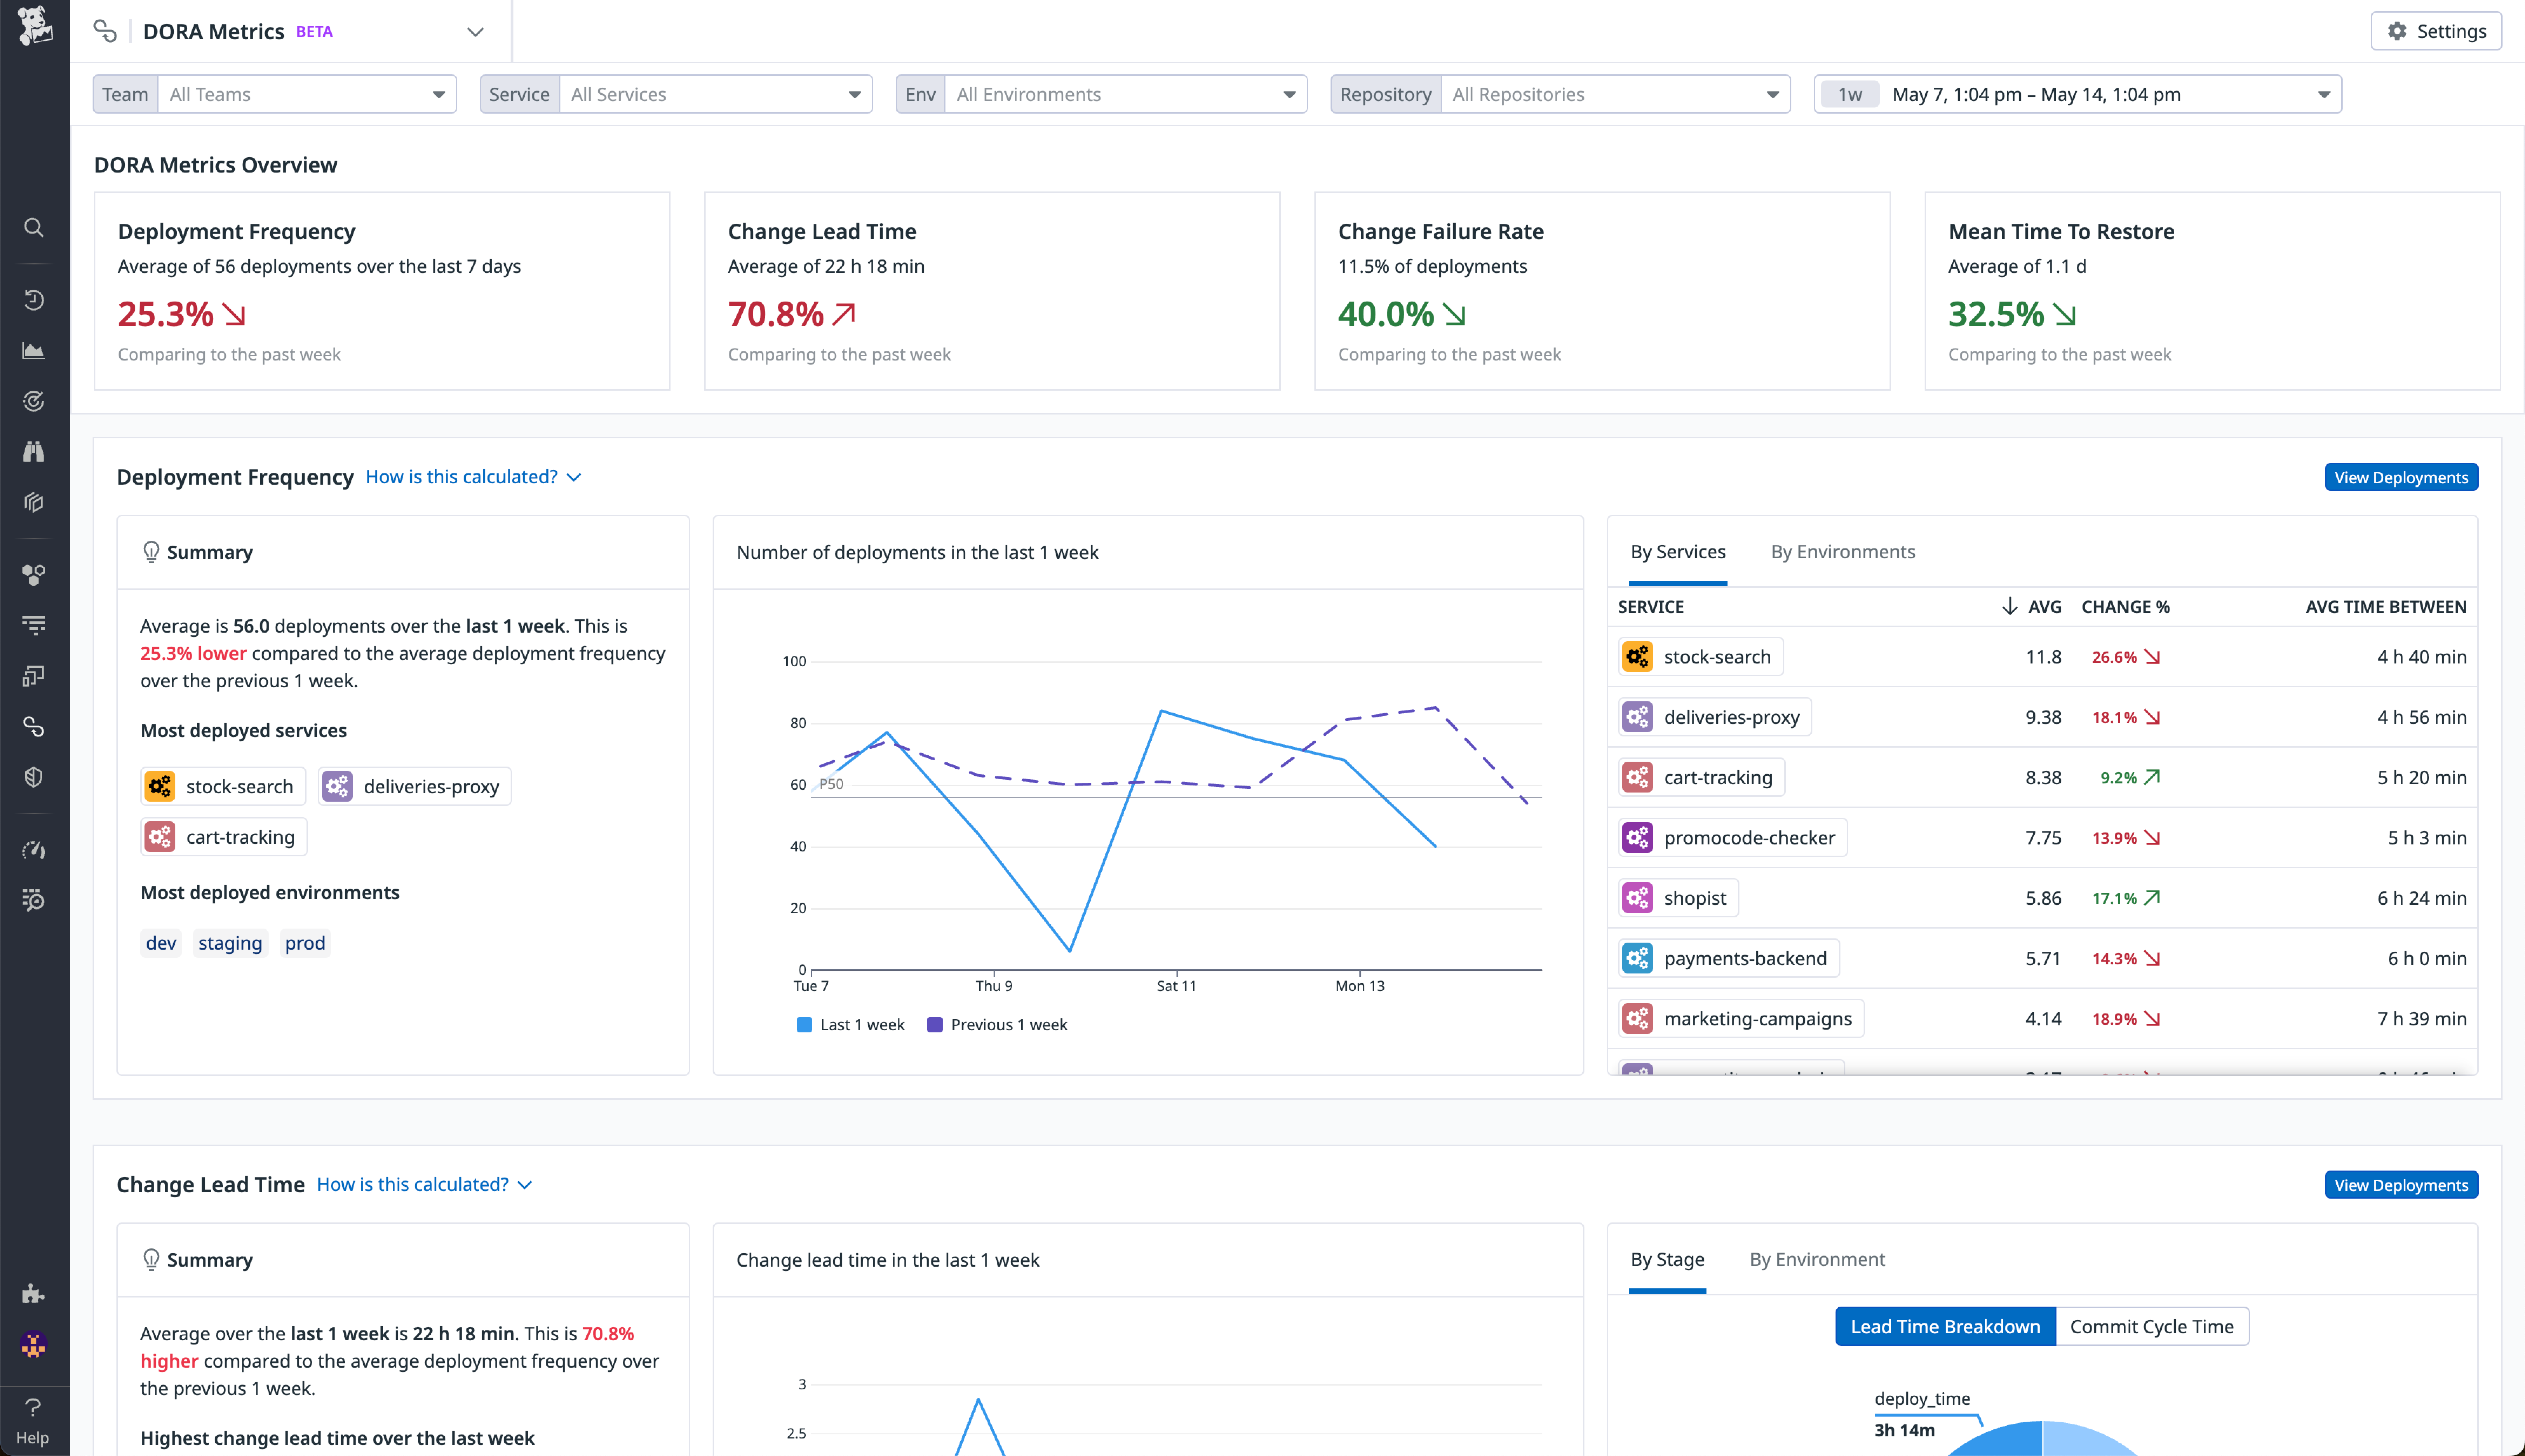 DORA Metrics BETA
Settings
Team All Teams
Service All Services
Env All Environments
Repository All Repositories
1w May 7, 1:04 pm – May 14, 1:04 pm
DORA Metrics Overview
Deployment Frequency
Average of 56 deployments over the last 7 days
25.3%
Comparing to the past week
Change Lead Time
Average of 22 h 18 min
70.8%
Comparing to the past week
Change Failure Rate
11.5% of deployments
40.0%
Comparing to the past week
Mean Time To Restore
Average of 1.1 d
32.5%
Comparing to the past week
Deployment Frequency How is this calculated?
View Deployments
Summary
Average is 56.0 deployments over the last 1 week. This is
25.3% lower compared to the average deployment frequency
over the previous 1 week.
Most deployed services
stock-search deliveries-proxy
cart-tracking
Most deployed environments
dev staging prod
Number of deployments in the last 1 week
100
80
60 P50
40
20
0
Tue 7 Thu 9 Sat 11 Mon 13
Last 1 week Previous 1 week
By Services By Environments
SERVICE AVG CHANGE % AVG TIME BETWEEN
stock-search 11.8 26.6% 4 h 40 min
deliveries-proxy 9.38 18.1% 4 h 56 min
cart-tracking 8.38 9.2% 5 h 20 min
promocode-checker 7.75 13.9% 5 h 3 min
shopist 5.86 17.1% 6 h 24 min
payments-backend 5.71 14.3% 6 h 0 min
marketing-campaigns 4.14 18.9% 7 h 39 min
Change Lead Time How is this calculated?
View Deployments
Summary
Average over the last 1 week is 22 h 18 min. This is 70.8%
higher compared to the average deployment frequency over
the previous 1 week.
Highest change lead time over the last week
Change lead time in the last 1 week
3
2.5
By Stage By Environment
Lead Time Breakdown Commit Cycle Time
deploy_time
3h 14m
Help